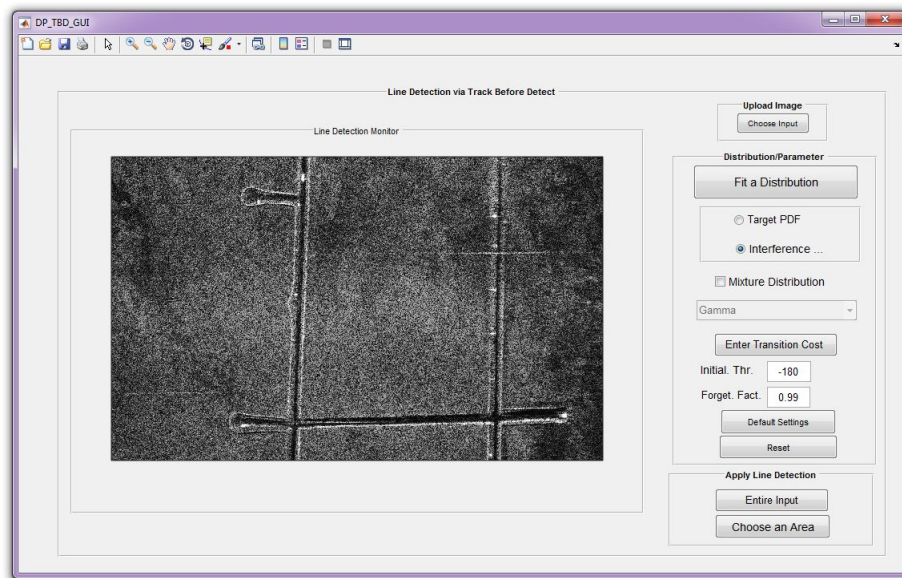 DP_TBD_GUI
Line Detection via Track Before Detect
Line Detection Monitor
Upload Image
Choose Input
Distribution/Parameter
Fit a Distribution
Target PDF
Interference ...
Mixture Distribution
Gamma
Enter Transition Cost
Initial. Thr. -180
Forget. Fact. 0.99
Default Settings
Reset
Apply Line Detection
Entire Input
Choose an Area